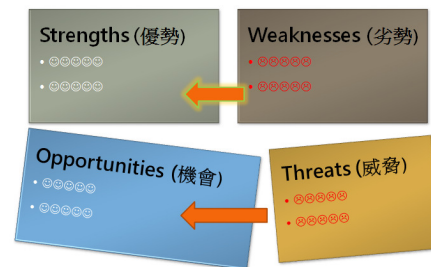 Strengths (優勢)
• ☺☺☺☺☺
• ☺☺☺☺☺
Weaknesses (劣勢)
• ☹☹☹☹☹
• ☹☹☹☹☹
Opportunities (機會)
• ☺☺☺☺☺
• ☺☺☺☺☺
Threats (威脅)
• ☹☹☹☹☹
• ☹☹☹☹☹